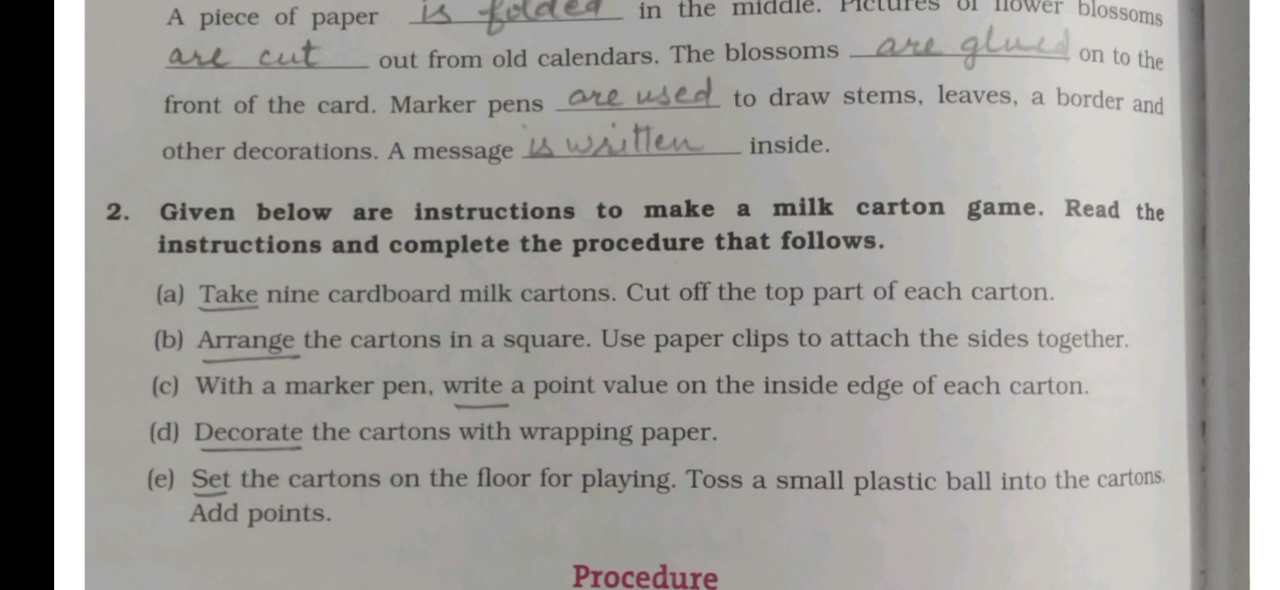 A piece of paper is folded in the middle. Pictures of flower blossoms
are cut out from old calendars. The blossoms are glued on to the
front of the card. Marker pens are used to draw stems, leaves, a border and
other decorations. A message is written inside.
2. Given below are instructions to make a milk carton game. Read the
instructions and complete the procedure that follows.
(a) Take nine cardboard milk cartons. Cut off the top part of each carton.
(b) Arrange the cartons in a square. Use paper clips to attach the sides together.
(c) With a marker pen, write a point value on the inside edge of each carton.
(d) Decorate the cartons with wrapping paper.
(e) Set the cartons on the floor for playing. Toss a small plastic ball into the cartons.
Add points.
Procedure